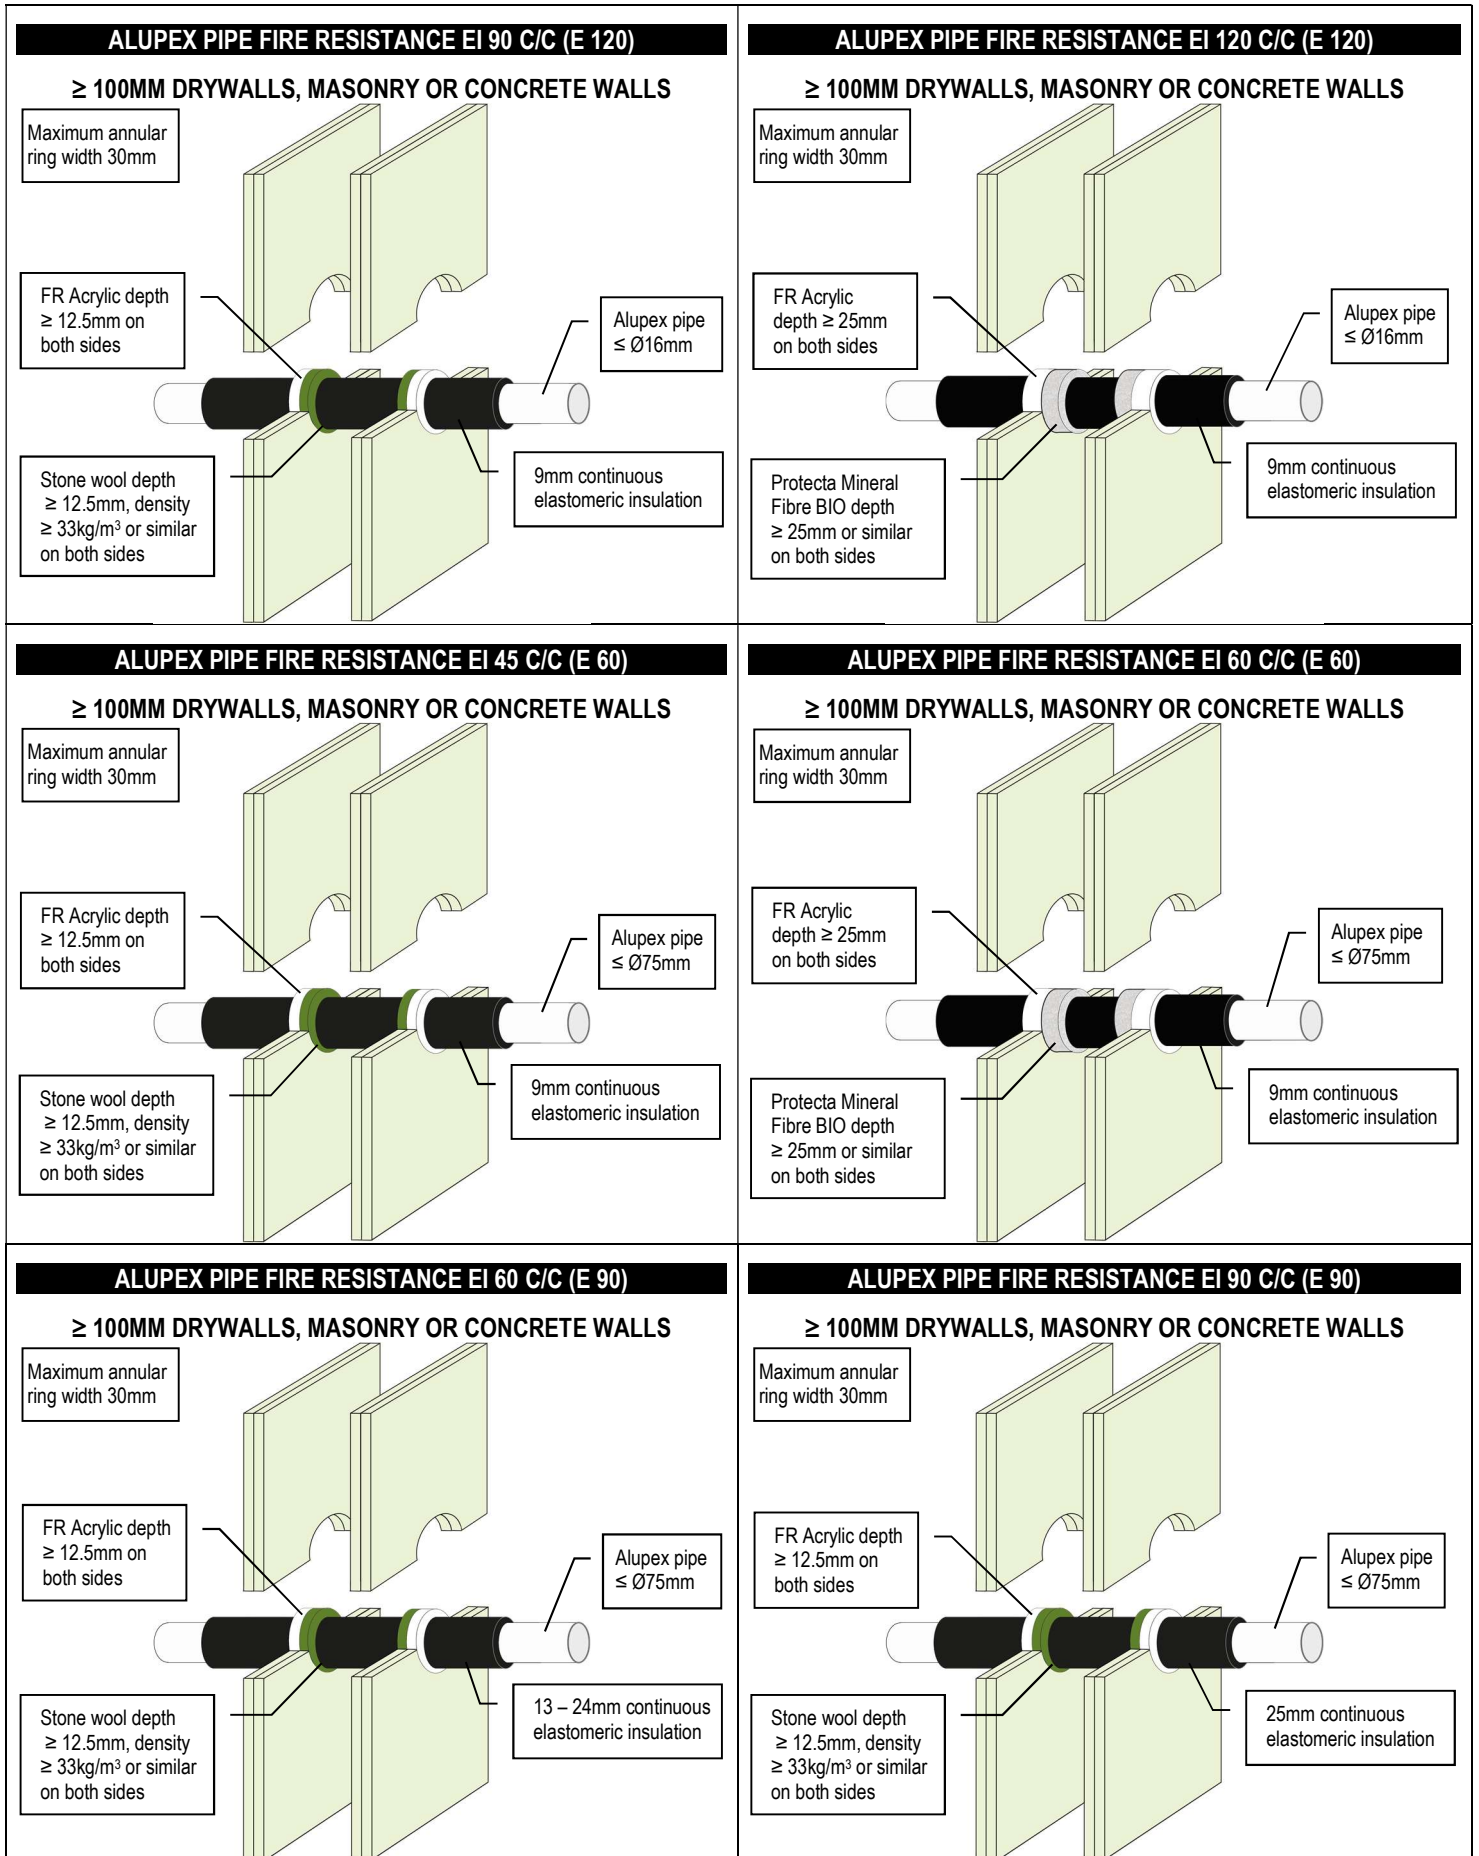 ALUPEX PIPE FIRE RESISTANCE EI 90 C/C (E 120)
≥ 100MM DRYWALLS, MASONRY OR CONCRETE WALLS
Maximum annular
ring width 30mm
FR Acrylic depth
≥ 12.5mm on
both sides
Alupex pipe
≤ Ø16mm
Stone wool depth
≥ 12.5mm, density
≥ 33kg/m³ or similar
on both sides
9mm continuous
elastomeric insulation
ALUPEX PIPE FIRE RESISTANCE EI 120 C/C (E 120)
≥ 100MM DRYWALLS, MASONRY OR CONCRETE WALLS
Maximum annular
ring width 30mm
FR Acrylic
depth ≥ 25mm
on both sides
Alupex pipe
≤ Ø16mm
Protecta Mineral
Fibre BIO depth
≥ 25mm or similar
on both sides
9mm continuous
elastomeric insulation
ALUPEX PIPE FIRE RESISTANCE EI 45 C/C (E 60)
≥ 100MM DRYWALLS, MASONRY OR CONCRETE WALLS
Maximum annular
ring width 30mm
FR Acrylic depth
≥ 12.5mm on
both sides
Alupex pipe
≤ Ø75mm
Stone wool depth
≥ 12.5mm, density
≥ 33kg/m³ or similar
on both sides
9mm continuous
elastomeric insulation
ALUPEX PIPE FIRE RESISTANCE EI 60 C/C (E 60)
≥ 100MM DRYWALLS, MASONRY OR CONCRETE WALLS
Maximum annular
ring width 30mm
FR Acrylic
depth ≥ 25mm
on both sides
Alupex pipe
≤ Ø75mm
Protecta Mineral
Fibre BIO depth
≥ 25mm or similar
on both sides
9mm continuous
elastomeric insulation
ALUPEX PIPE FIRE RESISTANCE EI 60 C/C (E 90)
≥ 100MM DRYWALLS, MASONRY OR CONCRETE WALLS
Maximum annular
ring width 30mm
FR Acrylic depth
≥ 12.5mm on
both sides
Alupex pipe
≤ Ø75mm
Stone wool depth
≥ 12.5mm, density
≥ 33kg/m³ or similar
on both sides
13 – 24mm continuous
elastomeric insulation
ALUPEX PIPE FIRE RESISTANCE EI 90 C/C (E 90)
≥ 100MM DRYWALLS, MASONRY OR CONCRETE WALLS
Maximum annular
ring width 30mm
FR Acrylic depth
≥ 12.5mm on
both sides
Alupex pipe
≤ Ø75mm
Stone wool depth
≥ 12.5mm, density
≥ 33kg/m³ or similar
on both sides
25mm continuous
elastomeric insulation